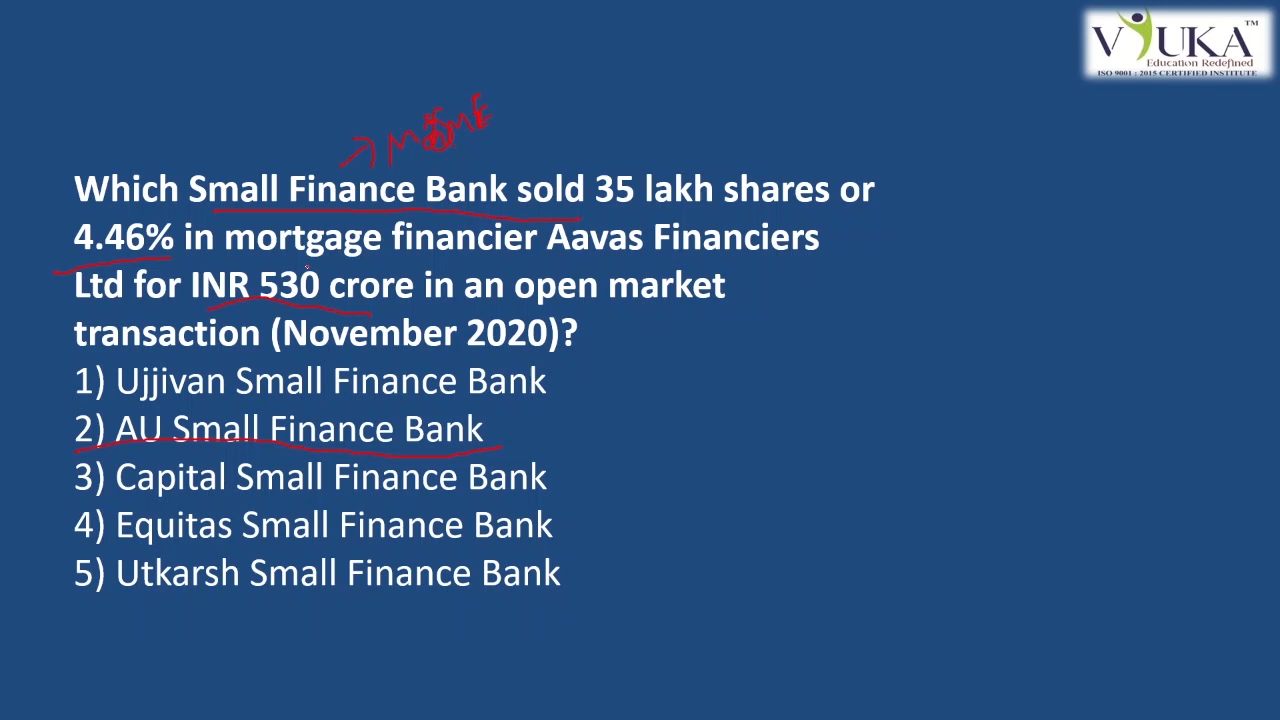 VYUKA™
Education Redefined
ISO 9001 : 2015 CERTIFIED INSTITUTE
Which Small Finance Bank sold 35 lakh shares or
4.46% in mortgage financier Aavas Financiers
Ltd for INR 530 crore in an open market
transaction (November 2020)?
1) Ujjivan Small Finance Bank
2) AU Small Finance Bank
3) Capital Small Finance Bank
4) Equitas Small Finance Bank
5) Utkarsh Small Finance Bank